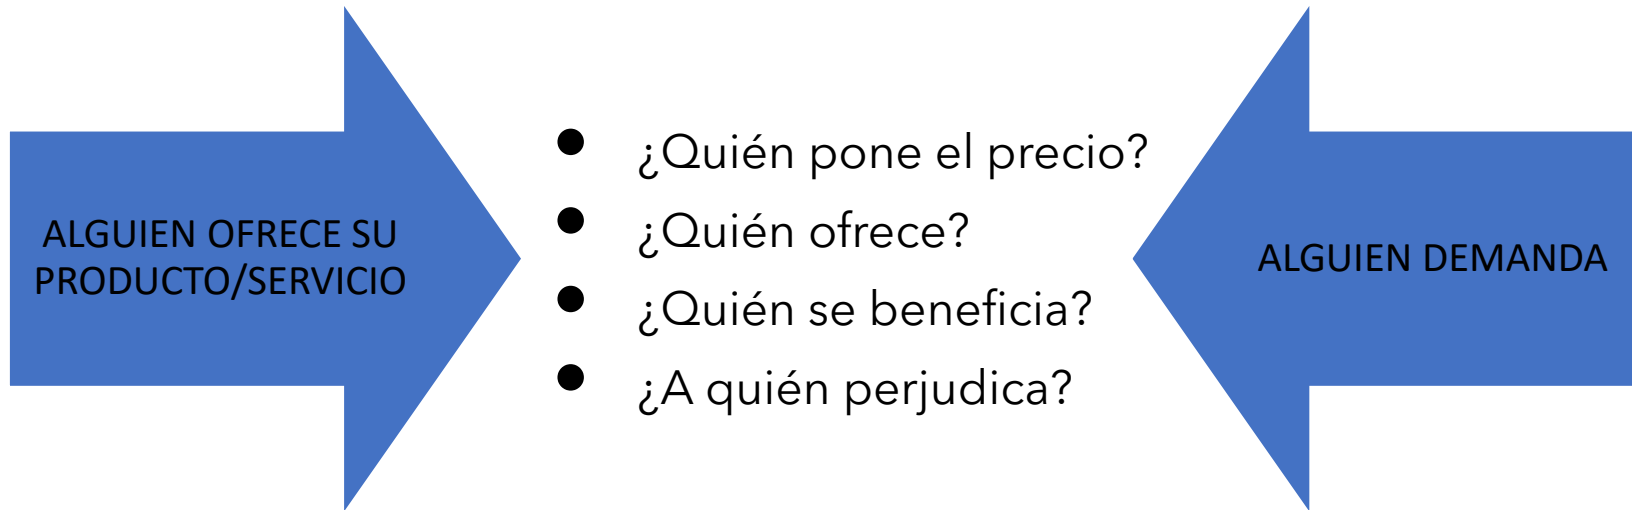 ALGUIEN OFRECE SU
PRODUCTO/SERVICIO
• ¿Quién pone el precio?
• ¿Quién ofrece?
• ¿Quién se beneficia?
• ¿A quién perjudica?
ALGUIEN DEMANDA